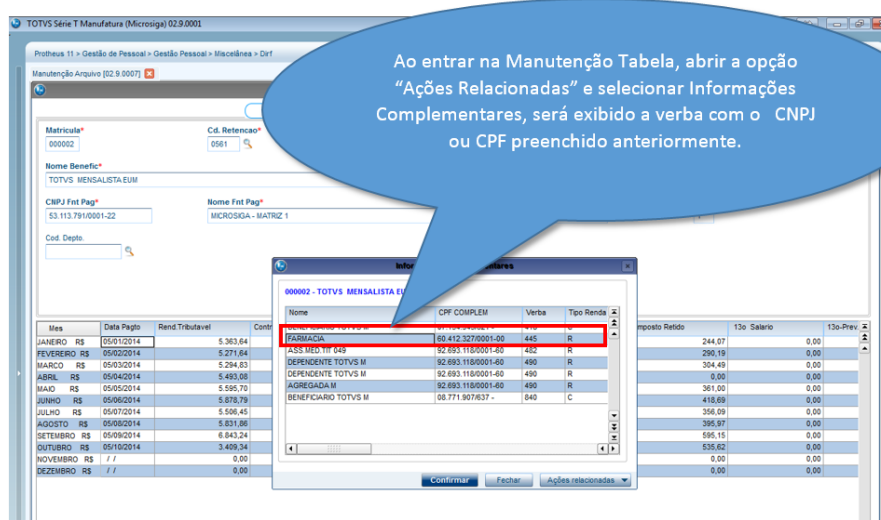 TOTVS Série T Manufatura (Microsiga) 02.9.0001
Protheus 11 > Gestão de Pessoal > Gestão Pessoal > Miscelânea > Dirf
Manutenção Arquivo [02.9.0007]
Ao entrar na Manutenção Tabela, abrir a opção
“Ações Relacionadas” e selecionar Informações
Complementares, será exibido a verba com o CNPJ
ou CPF preenchido anteriormente.
Matricula* Cd. Retencao*
000002 0561
Nome Benefic*
TOTVS MENSALISTA EUM
CNPJ Fnt Pag* Nome Fnt Pag*
53.113.791/0001-22 MICROSIGA - MATRIZ 1
Cod. Depto.
000002 - TOTVS MENSALISTA EU
Nome CPF COMPLEM Verba Tipo Renda
FARMACIA 60.412.327/0001-00 445 R
ASS.MED.TIT 049 92.693.118/0001-60 482 R
DEPENDENTE TOTVS M 92.693.118/0001-60 490 R
DEPENDENTE TOTVS M 92.693.118/0001-60 490 R
AGREGADA M 92.693.118/0001-60 490 R
BENEFICIARIO TOTVS M 08.771.907/637 - 840 C
Confirmar Fechar Ações relacionadas
Mes Data Pagto Rend.Tributavel Contr mposto Retido 13o Salario 13o-Prev.
JANEIRO R$ 05/01/2014 5.363,64 244,07 0,00
FEVEREIRO R$ 05/02/2014 5.271,64 290,19 0,00
MARCO R$ 05/03/2014 5.294,83 304,49 0,00
ABRIL R$ 05/04/2014 5.493,08 0,00 0,00
MAIO R$ 05/05/2014 5.595,70 361,00 0,00
JUNHO R$ 05/06/2014 5.878,79 418,69 0,00
JULHO R$ 05/07/2014 5.506,45 356,09 0,00
AGOSTO R$ 05/08/2014 5.831,86 395,97 0,00
SETEMBRO R$ 05/09/2014 6.843,24 595,15 0,00
OUTUBRO R$ 05/10/2014 3.409,34 535,62 0,00
NOVEMBRO R$ / / 0,00 0,00 0,00
DEZEMBRO R$ / / 0,00 0,00 0,00